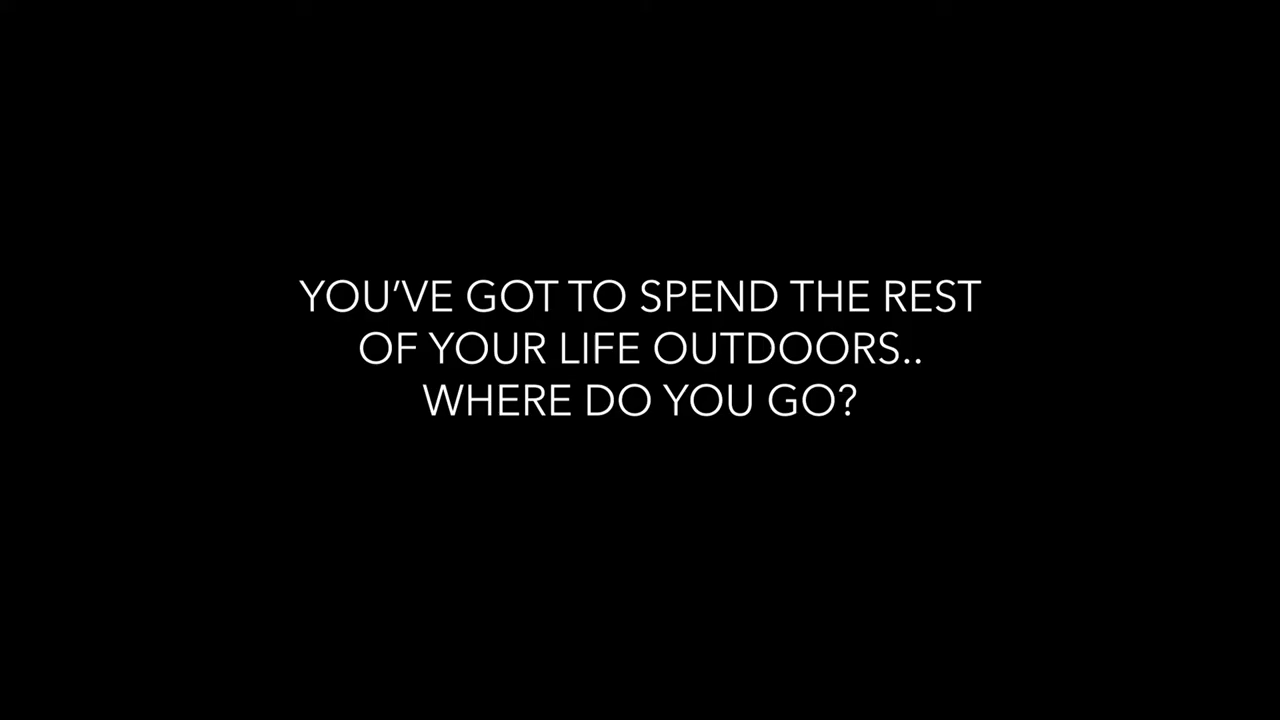 YOU’VE GOT TO SPEND THE REST
OF YOUR LIFE OUTDOORS..
WHERE DO YOU GO?